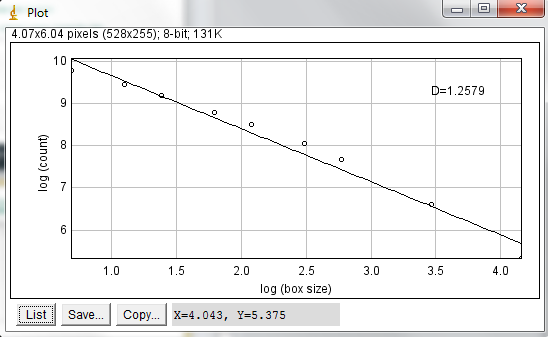 Plot
4.07x6.04 pixels (528x255); 8-bit; 131K
10
D=1.2579
9
log (count)
8
7
6
1.0 1.5 2.0 2.5 3.0 3.5 4.0
log (box size)
List Save... Copy... X=4.043, Y=5.375